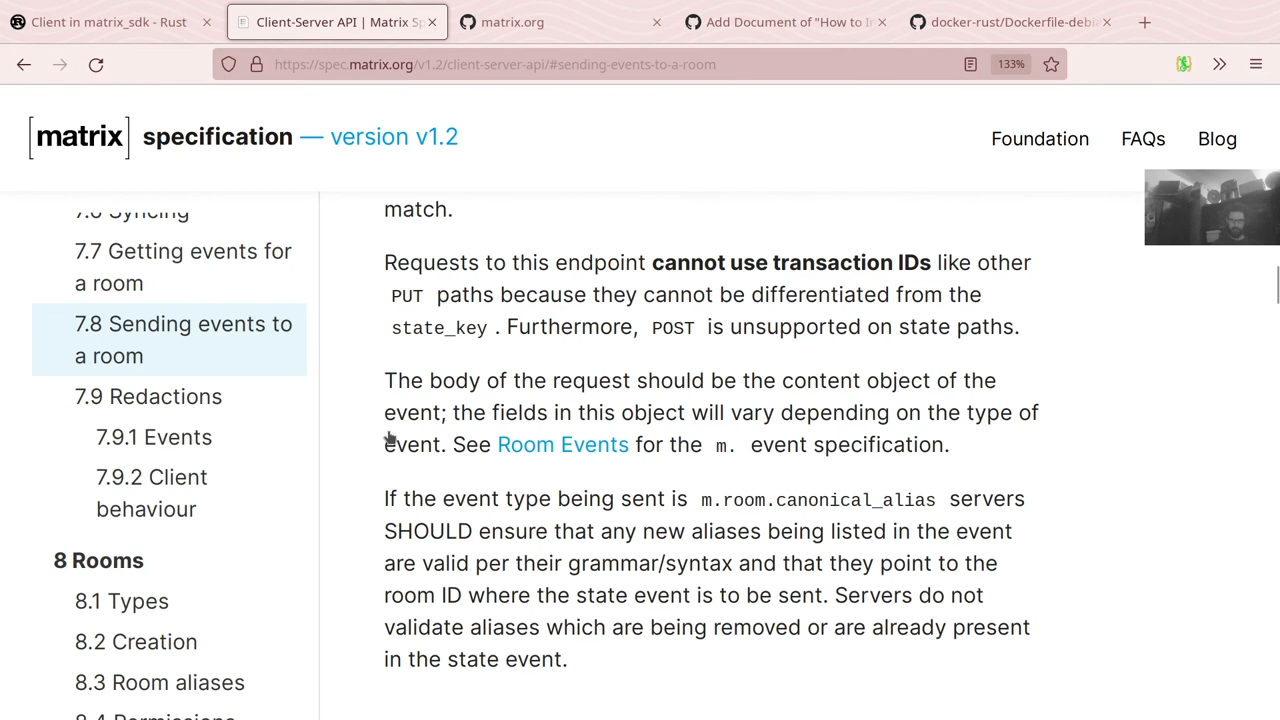 Client in matrix_sdk - Rust
Client-Server API | Matrix Sp
matrix.org
Add Document of "How to In
docker-rust/Dockerfile-debia
https://spec.matrix.org/v1.2/client-server-api/#sending-events-to-a-room
133%
[matrix] specification — version v1.2
Foundation
FAQs
Blog
7.6 Syncing
7.7 Getting events for
a room
7.8 Sending events to
a room
7.9 Redactions
7.9.1 Events
7.9.2 Client
behaviour
8 Rooms
8.1 Types
8.2 Creation
8.3 Room aliases
8.4 Permissions
match.
Requests to this endpoint cannot use transaction IDs like other
PUT paths because they cannot be differentiated from the
state_key . Furthermore, POST is unsupported on state paths.
The body of the request should be the content object of the
event; the fields in this object will vary depending on the type of
event. See Room Events for the m. event specification.
If the event type being sent is m.room.canonical_alias servers
SHOULD ensure that any new aliases being listed in the event
are valid per their grammar/syntax and that they point to the
room ID where the state event is to be sent. Servers do not
validate aliases which are being removed or are already present
in the state event.